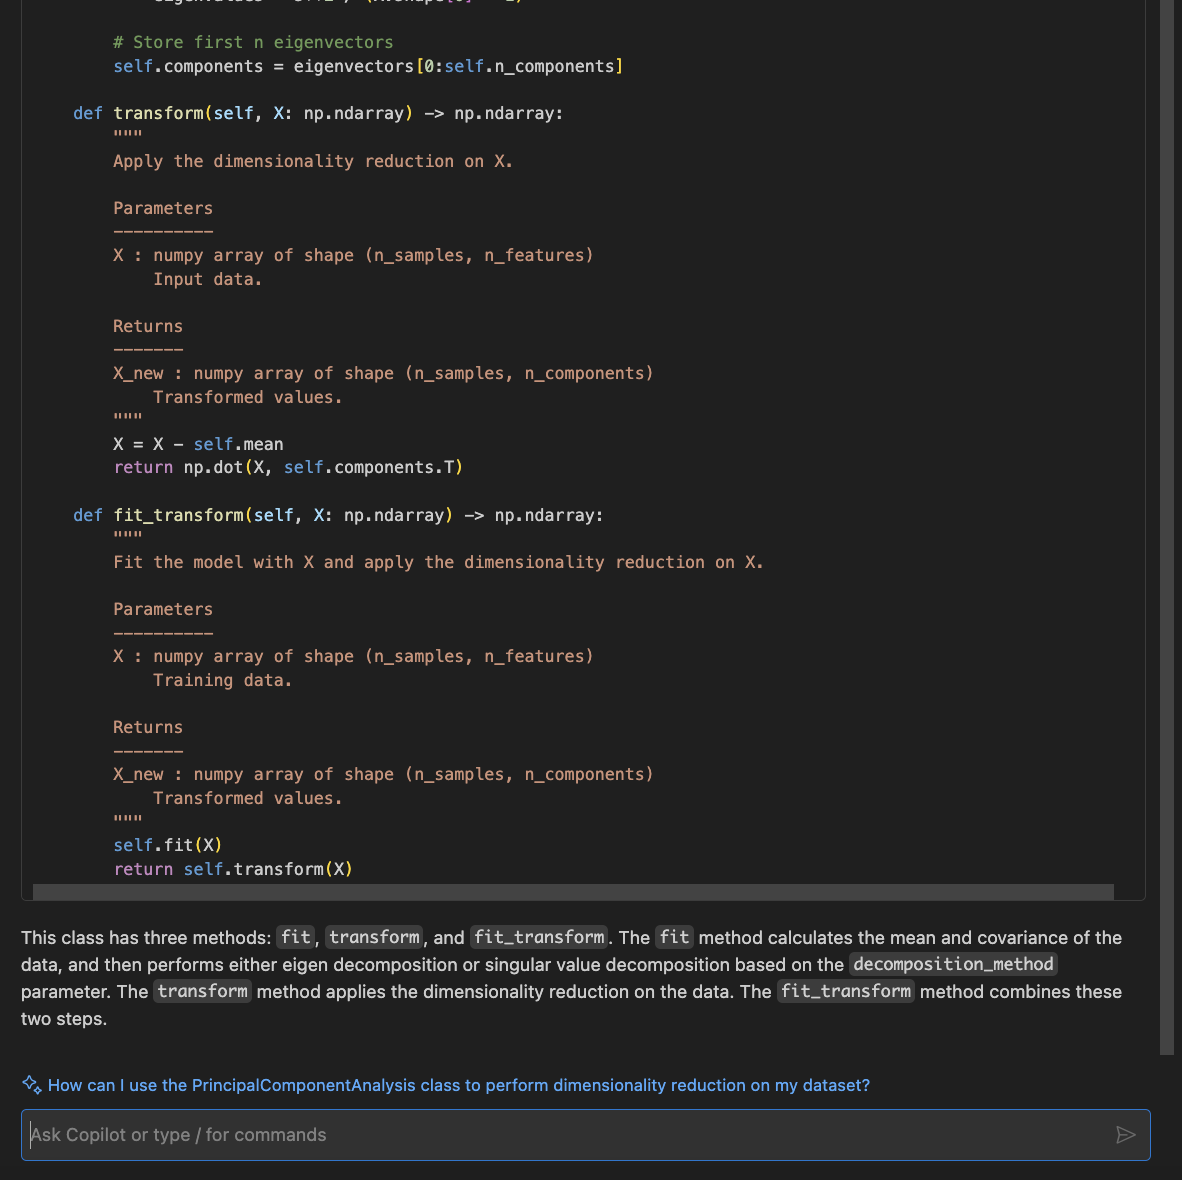 # Store first n eigenvectors
self.components = eigenvectors[0:self.n_components]
def transform(self, X: np.ndarray) -> np.ndarray:
"""
Apply the dimensionality reduction on X.
Parameters
----------
X : numpy array of shape (n_samples, n_features)
Input data.
Returns
-------
X_new : numpy array of shape (n_samples, n_components)
Transformed values.
"""
X = X - self.mean
return np.dot(X, self.components.T)
def fit_transform(self, X: np.ndarray) -> np.ndarray:
"""
Fit the model with X and apply the dimensionality reduction on X.
Parameters
----------
X : numpy array of shape (n_samples, n_features)
Training data.
Returns
-------
X_new : numpy array of shape (n_samples, n_components)
Transformed values.
"""
self.fit(X)
return self.transform(X)
This class has three methods: fit, transform, and fit_transform. The fit method calculates the mean and covariance of the
data, and then performs either eigen decomposition or singular value decomposition based on the decomposition_method
parameter. The transform method applies the dimensionality reduction on the data. The fit_transform method combines these
two steps.
How can I use the PrincipalComponentAnalysis class to perform dimensionality reduction on my dataset?
Ask Copilot or type / for commands